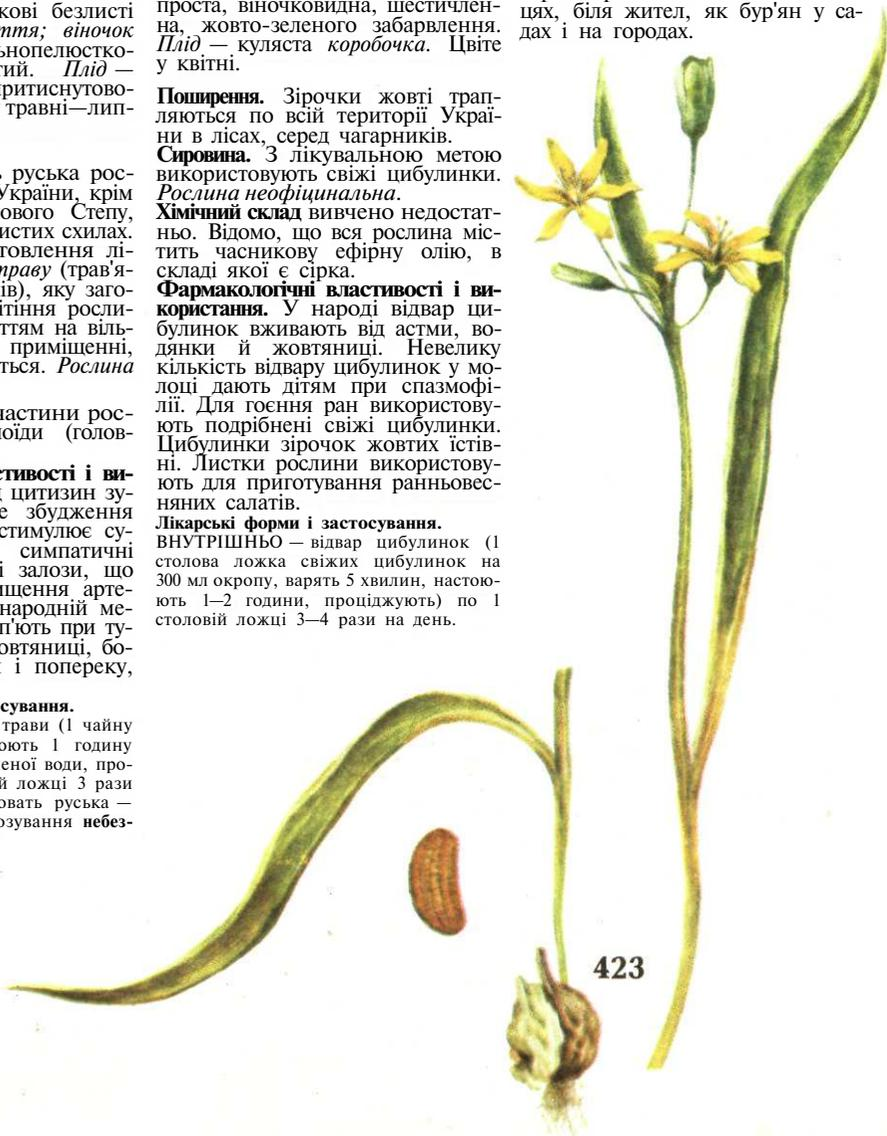 кові безлисті
ття; віночок
ьнопелюстко-
тий. Плід —
ритиснутово-
травні—лип-
ь руська рос-
України, крім
ового Степу,
истих схилах.
товлення лі-
траву (трав'я-
ів), яку заго-
ітіння росли-
ттям на віль-
приміщенні,
ться. Рослина
частини рос-
лоїди (голов-
стивості і ви-
д цитизин зу-
е збудження
стимулює су-
симпатичні
і залози, що
ищення арте-
народній ме-
п'ють при ту-
овтяниці, бо-
і попереку,
сування.
трави (1 чайну
юють 1 годину
еної води, про-
й ложці 3 рази
овать руська —
озування небез-
проста, віночковидна, шестичлен-
на, жовто-зеленого забарвлення.
Плід — куляста коробочка. Цвіте
у квітні.
Поширення. Зірочки жовті трап-
ляються по всій території Украї-
ни в лісах, серед чагарників.
Сировина. З лікувальною метою
використовують свіжі цибулинки.
Рослина неофіцинальна.
Хімічний склад вивчено недостат-
ньо. Відомо, що вся рослина міс-
тить часникову ефірну олію, в
складі якої є сірка.
Фармакологічні властивості і ви-
користання. У народі відвар ци-
булинок вживають від астми, во-
дянки й жовтяниці. Невелику
кількість відвару цибулинок у мо-
лоці дають дітям при спазмофі-
лії. Для гоєння ран використову-
ють подрібнені свіжі цибулинки.
Цибулинки зірочок жовтих їстів-
ні. Листки рослини використову-
ють для приготування ранньовес-
няних салатів.
Лікарські форми і застосування.
ВНУТРІШНЬО — відвар цибулинок (1
столова ложка свіжих цибулинок на
300 мл окропу, варять 5 хвилин, настою-
ють 1—2 години, проціджують) по 1
столовій ложці 3—4 рази на день.
цях, біля жител, як бур'ян у са-
дах і на городах.
423